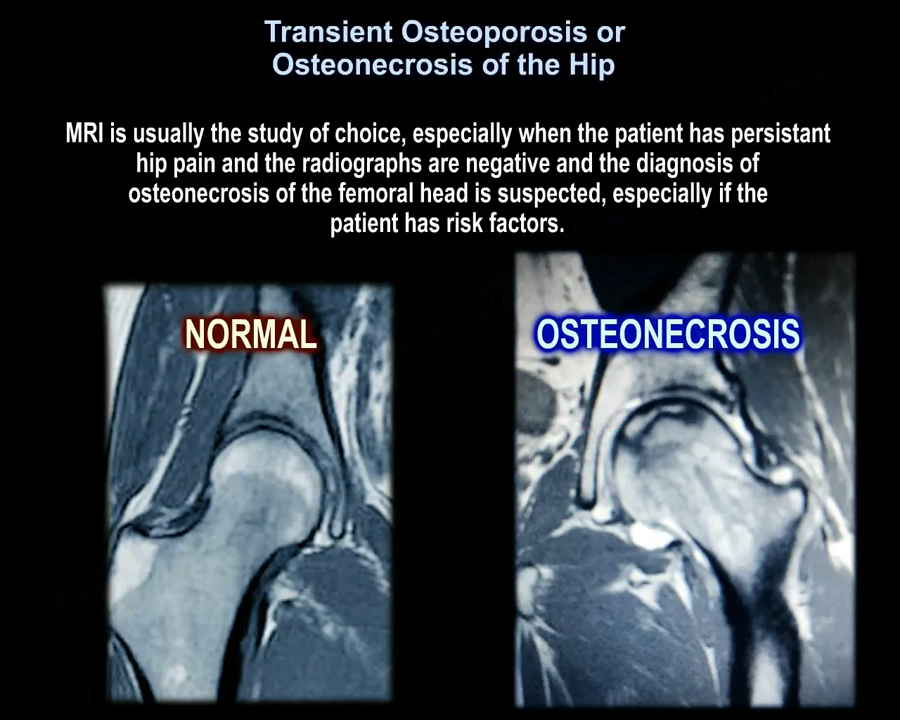 Transient Osteoporosis or
Osteonecrosis of the Hip
MRI is usually the study of choice, especially when the patient has persistant
hip pain and the radiographs are negative and the diagnosis of
osteonecrosis of the femoral head is suspected, especially if the
patient has risk factors.
NORMAL
OSTEONECROSIS